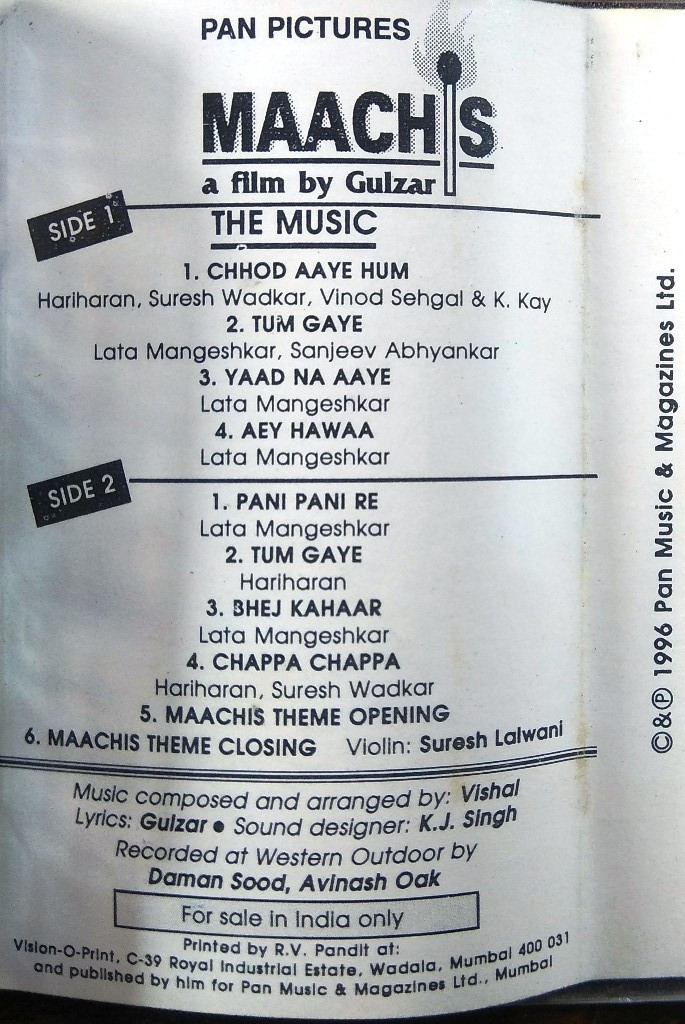 PAN PICTURES
MAACHIS
a film by Gulzar
SIDE 1
THE MUSIC
1. CHHOD AAYE HUM
Hariharan, Suresh Wadkar, Vinod Sehgal & K. Kay
2. TUM GAYE
Lata Mangeshkar, Sanjeev Abhyankar
3. YAAD NA AAYE
Lata Mangeshkar
4. AEY HAWAA
Lata Mangeshkar
SIDE 2
1. PANI PANI RE
Lata Mangeshkar
2. TUM GAYE
Hariharan
3. BHEJ KAHAAR
Lata Mangeshkar
4. CHAPPA CHAPPA
Hariharan, Suresh Wadkar
5. MAACHIS THEME OPENING
6. MAACHIS THEME CLOSING Violin: Suresh Lalwani
Music composed and arranged by: Vishal
Lyrics: Gulzar ● Sound designer: K.J. Singh
Recorded at Western Outdoor by
Daman Sood, Avinash Oak
For sale in India only
Printed by R.V. Pandit at:
Vision-O-Print, C-39 Royal Industrial Estate, Wadala, Mumbai 400 031
and published by him for Pan Music & Magazines Ltd., Mumbai
©&℗ 1996 Pan Music & Magazines Ltd.